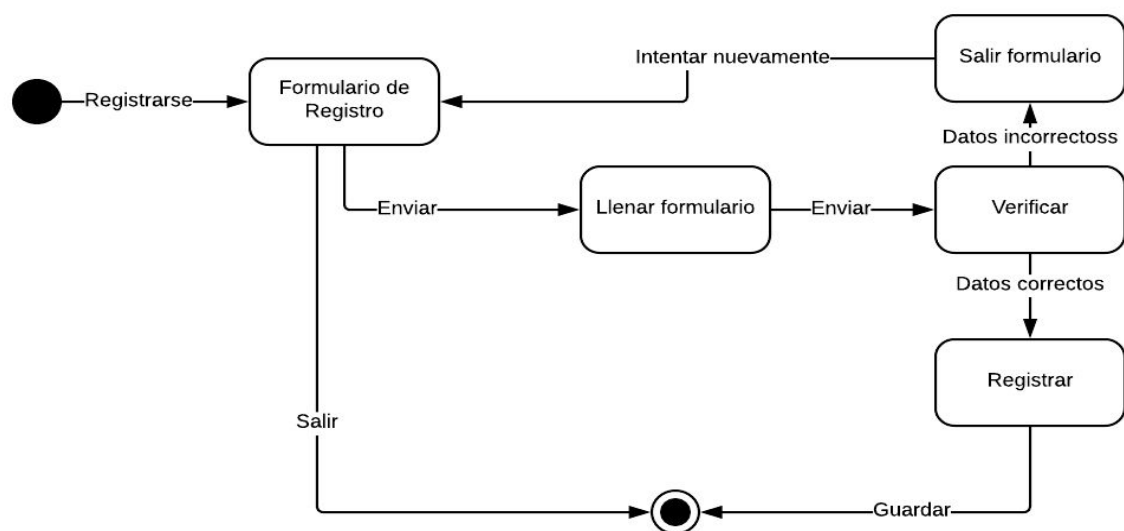 Intentar nuevamente
Salir formulario
Registrarse
Formulario de
Registro
Datos incorrectoss
Enviar
Llenar formulario
Enviar
Verificar
Datos correctos
Registrar
Salir
Guardar